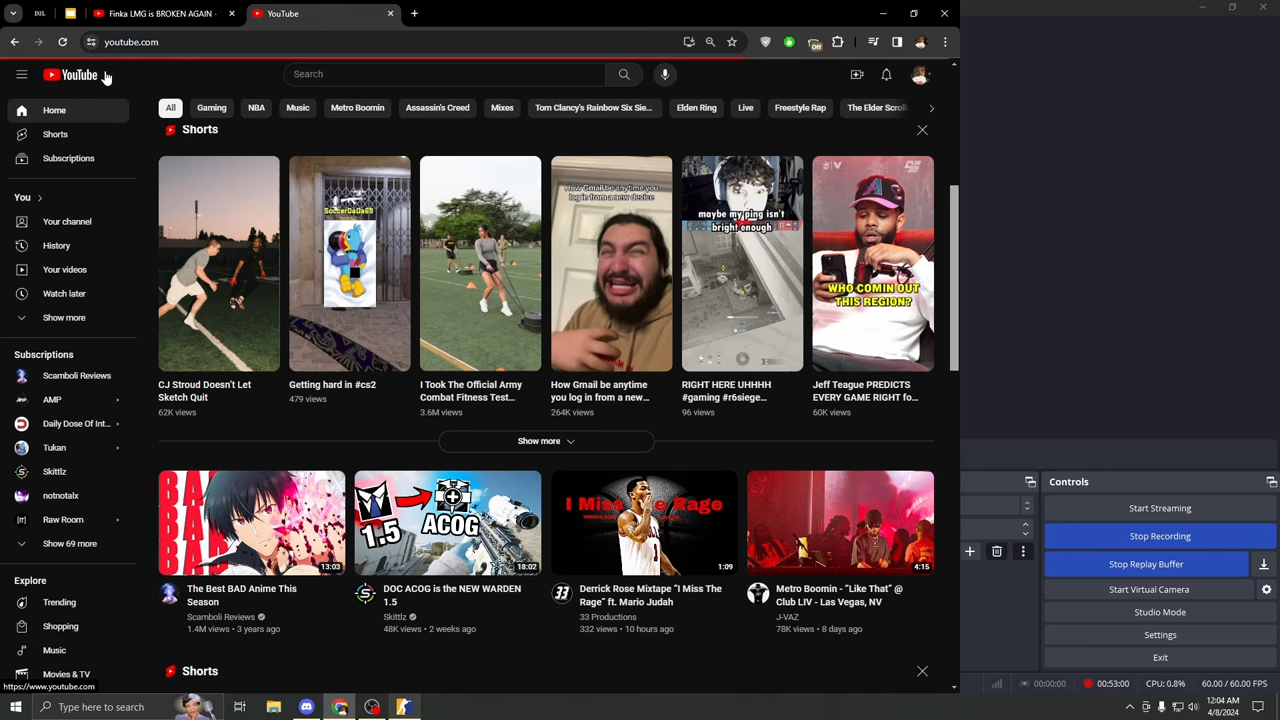 DZL
Finka LMG is BROKEN AGAIN -
YouTube
youtube.com
Off
YouTube
Search
Home
Shorts
Subscriptions
You
Your channel
History
Your videos
Watch later
Show more
Subscriptions
Scamboli Reviews
AMP
Daily Dose Of Int...
Tukan
Skittlz
notnotalx
Raw Room
Show 69 more
Explore
Trending
Shopping
Music
Movies & TV
https://www.youtube.com
All
Gaming
NBA
Music
Metro Boomin
Assassin's Creed
Mixes
Tom Clancy's Rainbow Six Sie...
Elden Ring
Live
Freestyle Rap
The Elder Scroll
Shorts
SoccerDaDa69
How Gmail be anytime you
log in from a new device
maybe my ping isn't
bright enough
WHO COMIN OUT
THIS REGION?
CJ Stroud Doesn't Let
Sketch Quit
62K views
Getting hard in #cs2
479 views
I Took The Official Army
Combat Fitness Test...
3.6M views
How Gmail be anytime
you log in from a new...
264K views
RIGHT HERE UHHHH
#gaming #r6siege...
96 views
Jeff Teague PREDICTS
EVERY GAME RIGHT fo...
60K views
Show more
BAD
13:03
1.5
ACOG
18:02
I Miss The Rage
1:09
4:15
The Best BAD Anime This
Season
Scamboli Reviews
1.4M views • 3 years ago
DOC ACOG is the NEW WARDEN
1.5
Skittlz
48K views • 2 weeks ago
33
Derrick Rose Mixtape "I Miss The
Rage" ft. Mario Judah
33 Productions
332 views • 10 hours ago
Metro Boomin - "Like That" @
Club LIV - Las Vegas, NV
J-VAZ
78K views • 8 days ago
Shorts
Controls
Start Streaming
Stop Recording
Stop Replay Buffer
Start Virtual Camera
Studio Mode
Settings
Exit
00:00:00
00:53:00
CPU: 0.8%
60.00 / 60.00 FPS
Type here to search
12:04 AM
4/8/2024